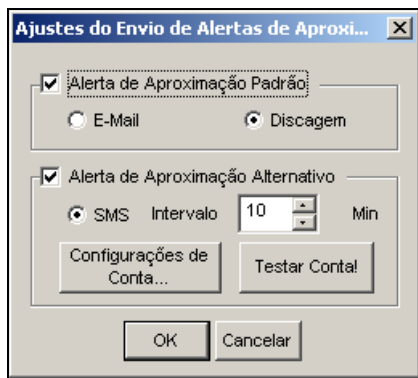 Ajustes do Envio de Alertas de Aproxi...
Alerta de Aproximação Padrão
E-Mail Discagem
Alerta de Aproximação Alternativo
SMS Intervalo 10 Min
Configurações de
Conta...
Testar Conta!
OK Cancelar